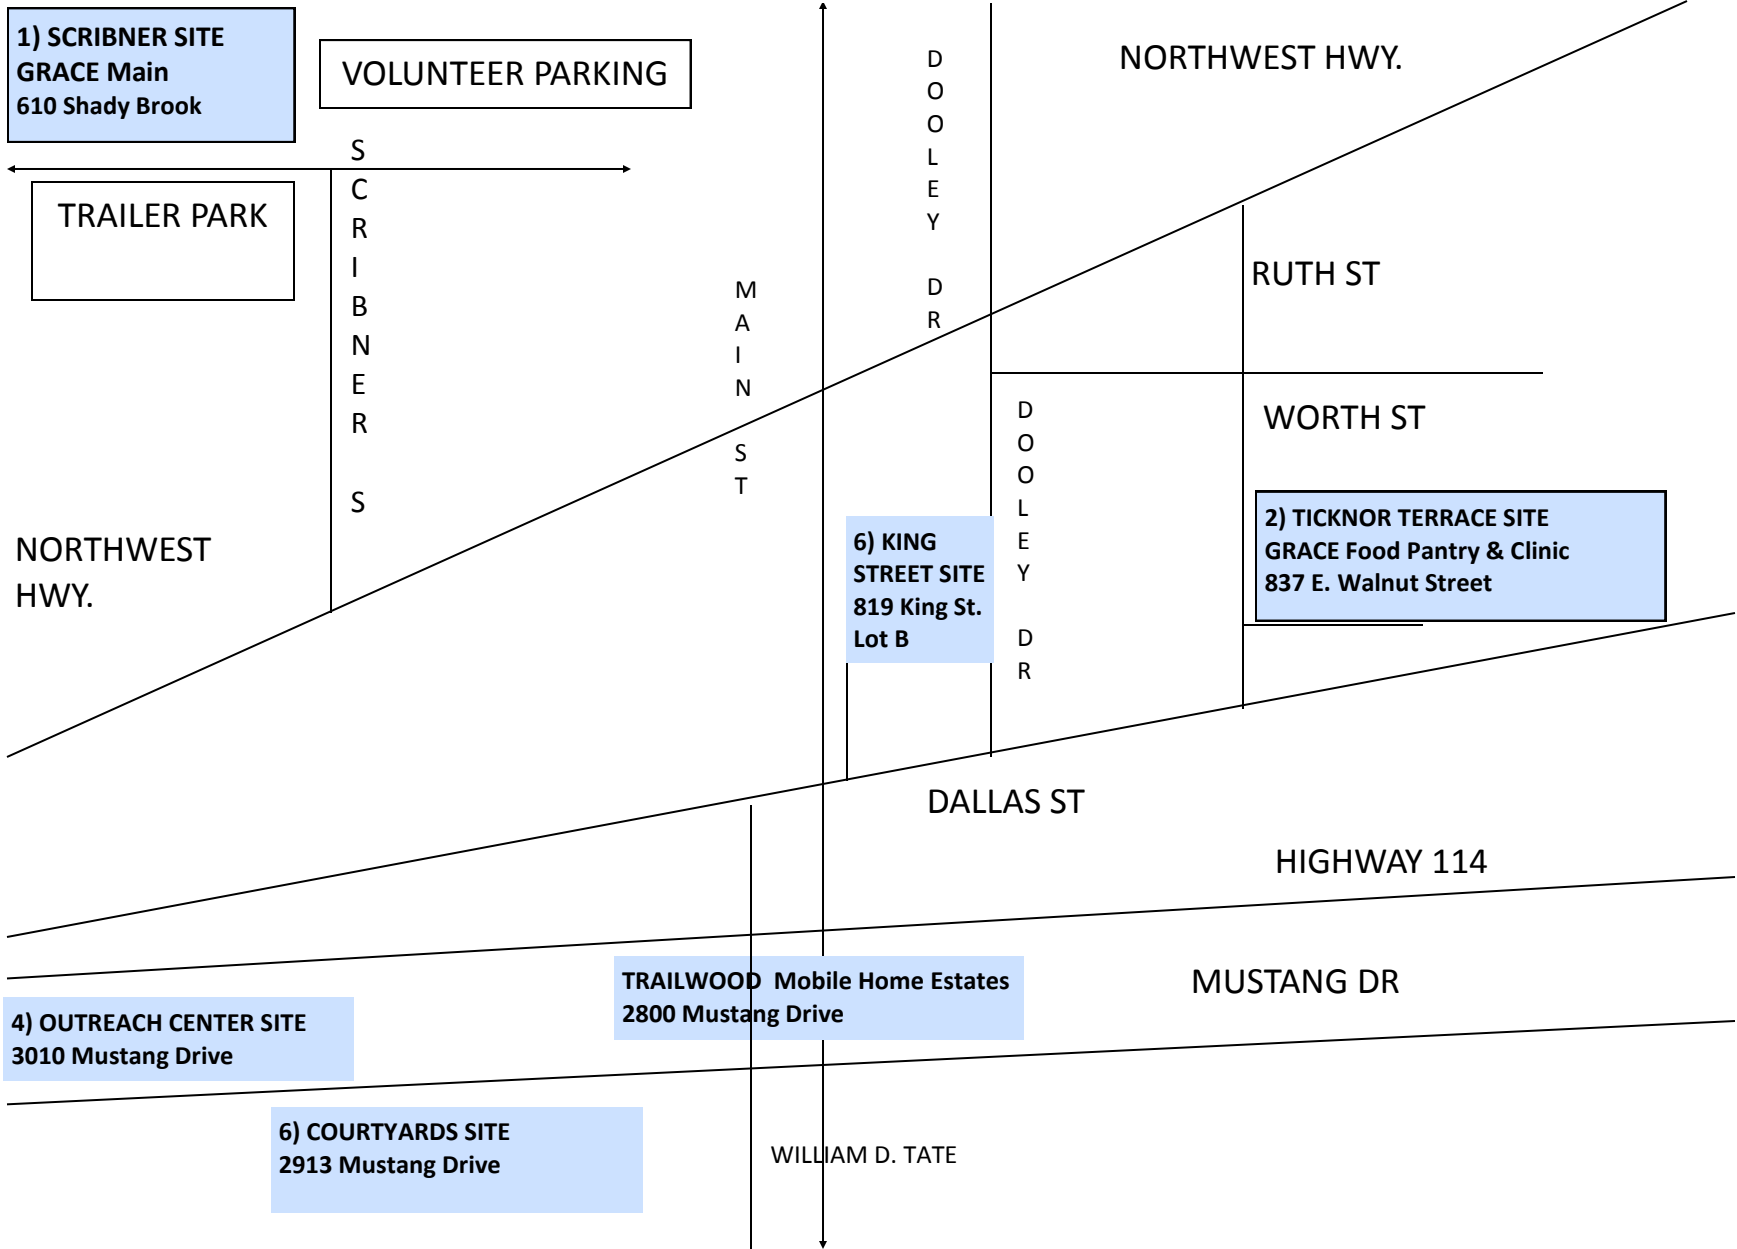 1) SCRIBNER SITE
GRACE Main
610 Shady Brook
VOLUNTEER PARKING
TRAILER PARK
SCRIBNER S
MAIN ST
DOOLEY DR
NORTHWEST HWY.
RUTH ST
WORTH ST
DOOLEY DR
NORTHWEST
HWY.
6) KING
STREET SITE
819 King St.
Lot B
2) TICKNOR TERRACE SITE
GRACE Food Pantry & Clinic
837 E. Walnut Street
DALLAS ST
HIGHWAY 114
TRAILWOOD  Mobile Home Estates
2800 Mustang Drive
MUSTANG DR
4) OUTREACH CENTER SITE
3010 Mustang Drive
6) COURTYARDS SITE
2913 Mustang Drive
WILLIAM D. TATE